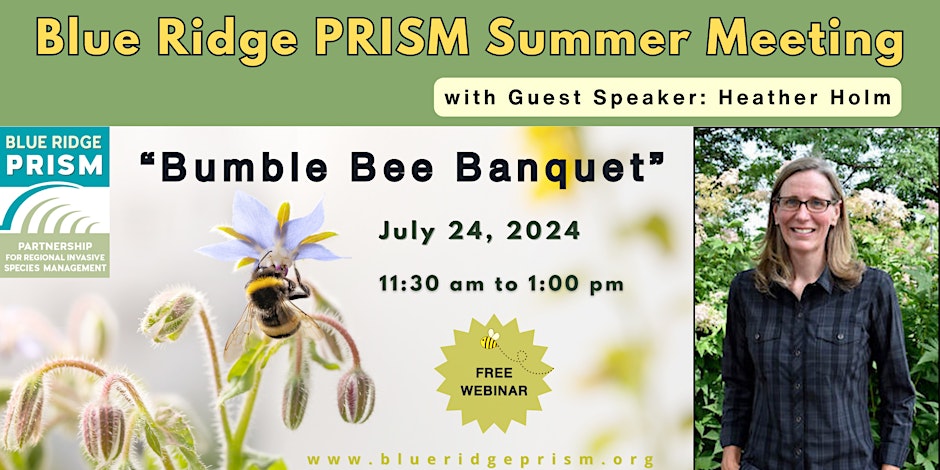 Blue Ridge PRISM Summer Meeting
with Guest Speaker: Heather Holm
BLUE RIDGE
PRISM
PARTNERSHIP
FOR REGIONAL INVASIVE
SPECIES MANAGEMENT
“Bumble Bee Banquet”
July 24, 2024
11:30 am to 1:00 pm
FREE
WEBINAR
www.blueridgeprism.org